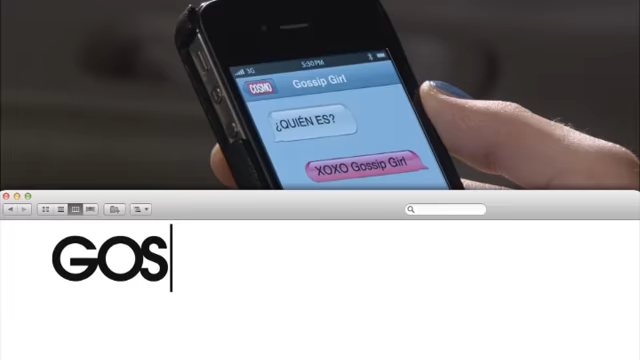 3G 5:30 PM
COSMO Gossip Girl
¿QUIÉN ES?
XOXO Gossip Girl
GOS